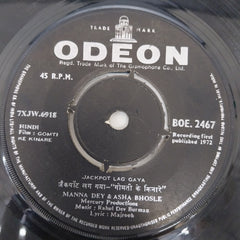 TRADE MARK
ODEON
Regd. Trade Mark of The Gramophone Co., Ltd.
45 R.P.M.
7XJW.6918
BOE. 2467
HINDI
Film : GOMTI
KE KINARE
Recording first
published 1972
JACKPOT LAG GAYA
जैकपॉट लग गया—"गोमती के किनारे"
MANNA DEY & ASHA BHOSLE
Mercury Productions
Music : Rahul Dev Burman
Lyric : Majrooh